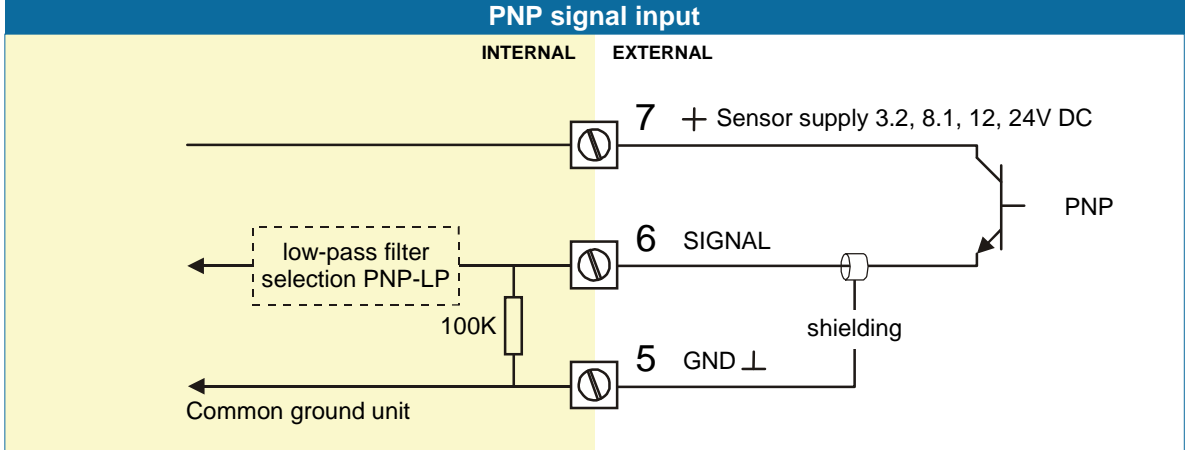 PNP signal input
INTERNAL EXTERNAL
7 + Sensor supply 3.2, 8.1, 12, 24V DC
PNP
6 SIGNAL
low-pass filter
selection PNP-LP
100K
shielding
5 GND ⊥
Common ground unit